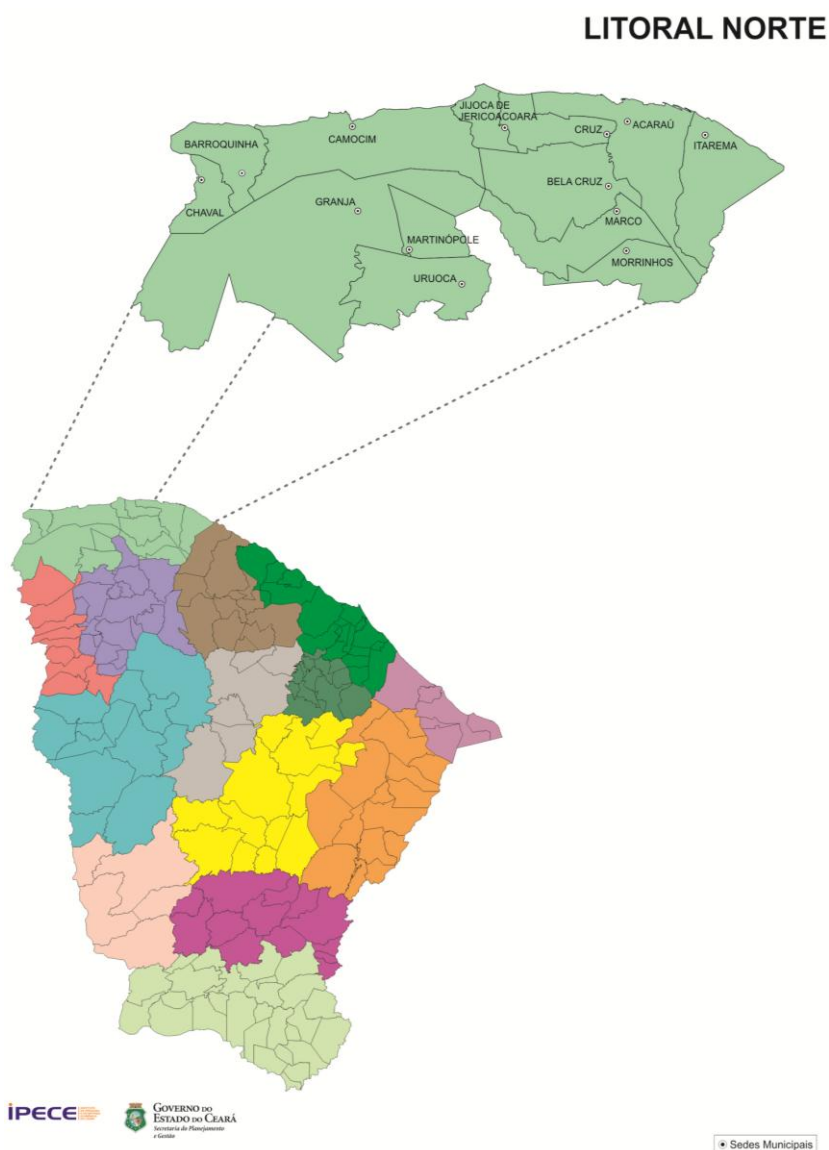 LITORAL NORTE
JIJOCA DE
JERICOACOARA
ACARAÚ
CRUZ
CAMOCIM
ITAREMA
BARROQUINHA
BELA CRUZ
GRANJA
CHAVAL
MARCO
MARTINÓPOLE
MORRINHOS
URUOCA
IPECE
GOVERNO DO
ESTADO DO CEARÁ
Secretaria do Planejamento
e Gestão
Sedes Municipais